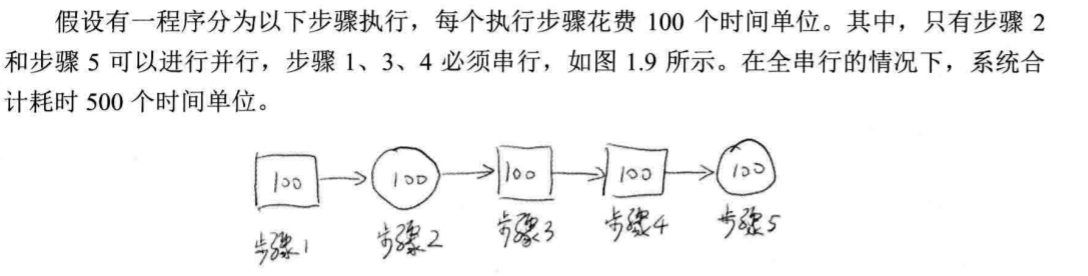 假设有一程序分为以下步骤执行，每个执行步骤花费 100 个时间单位。其中，只有步骤 2
和步骤 5 可以进行并行，步骤 1、3、4 必须串行，如图 1.9 所示。在全串行的情况下，系统合
计耗时 500 个时间单位。
100 100 100 100 100
步骤1 步骤2 步骤3 步骤4 步骤5